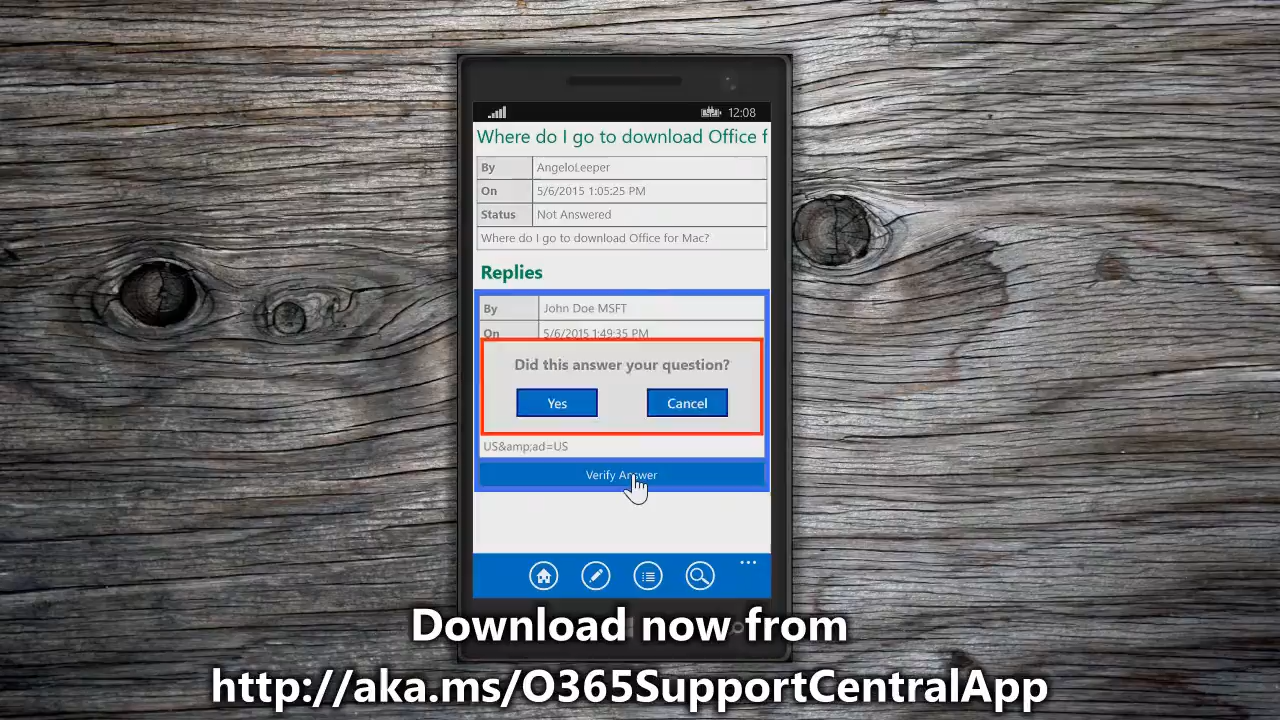 12:08
Where do I go to download Office f
By AngeloLeeper
On 5/6/2015 1:05:25 PM
Status Not Answered
Where do I go to download Office for Mac?
Replies
By John Doe MSFT
On 5/6/2015 1:49:35 PM
Did this answer your question?
Yes Cancel
US&amp;ad=US
Verify Answer
Download now from
http://aka.ms/O365SupportCentralApp